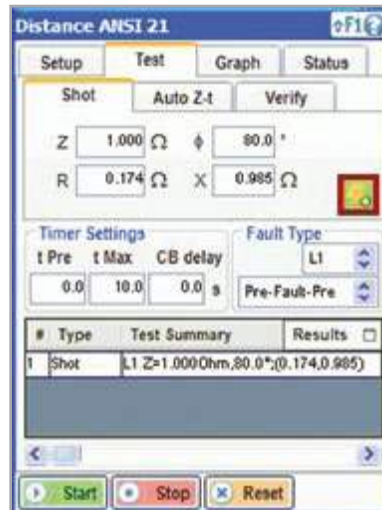 Distance ANSI 21 F1 ?
Setup Test Graph Status
Shot Auto Z-t Verify
Z 1.000 Ω ϕ 80.0 °
R 0.174 Ω X 0.985 Ω
Timer Settings Fault Type
t Pre t Max CB delay L1
0.0 10.0 0.0 s Pre-Fault-Pre
# Type Test Summary Results
1 Shot L1 Z=1.000Ohm,80.0°;(0.174,0.985)
Start Stop Reset